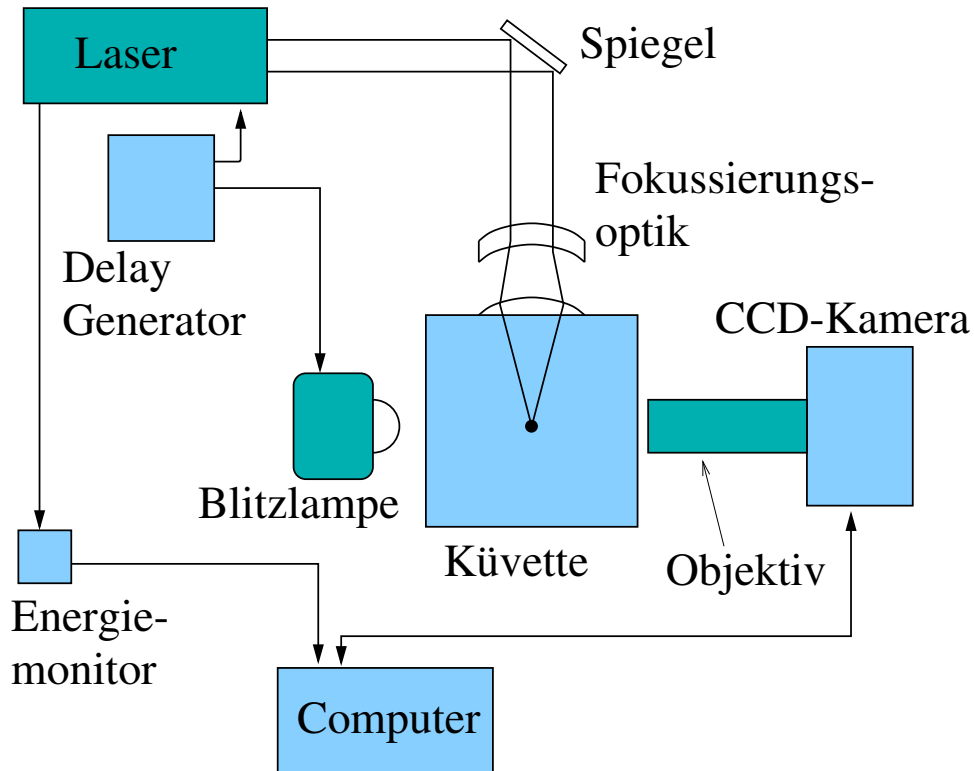 Laser
Spiegel
Fokussierungs-
optik
Delay
Generator
CCD-Kamera
Blitzlampe
Küvette
Objektiv
Energie-
monitor
Computer